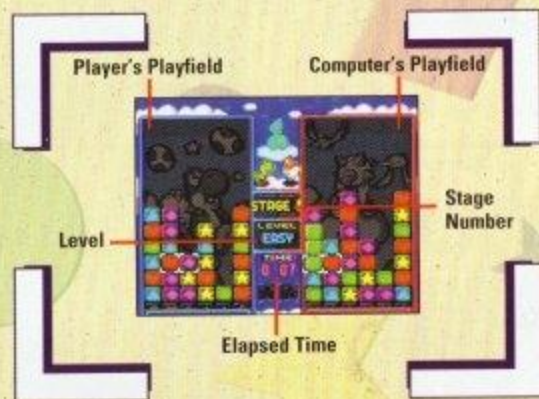 Player's Playfield
Computer's Playfield
STAGE
Stage
Number
Level
LEVEL
EASY
TIME
0 07
Elapsed Time